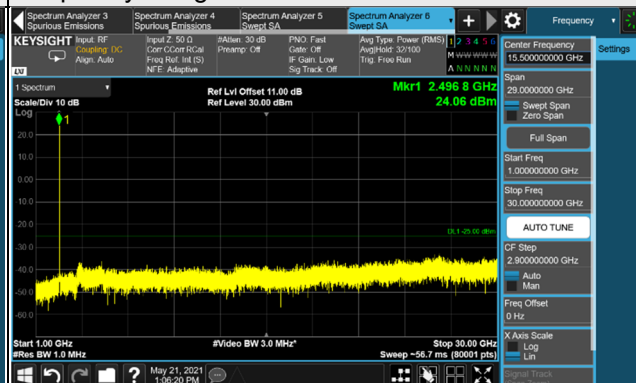 Spectrum Analyzer 3
Spurious Emissions
Spectrum Analyzer 4
Spurious Emissions
Spectrum Analyzer 5
Swept SA
Spectrum Analyzer 6
Swept SA
Frequency
KEYSIGHT
LXI
Input: RF
Coupling: DC
Align: Auto
Input Z: 50 Ω
Corr CCorr RCal
Freq Ref: Int (S)
NFE: Adaptive
#Atten: 30 dB
Preamp: Off
PNO: Fast
Gate: Off
IF Gain: Low
Sig Track: Off
Avg Type: Power (RMS)
Avg|Hold: 32/100
Trig: Free Run
1 2 3 4 5 6
M W W W W W
A N N N N N
1 Spectrum
Scale/Div 10 dB
Log
Ref Lvl Offset 11.00 dB
Ref Level 30.00 dBm
Mkr1 2.496 8 GHz
24.06 dBm
1
20.0
10.0
0.00
-10.0
-20.0
-30.0
-40.0
-50.0
-60.0
DL1 -25.00 dBm
Start 1.00 GHz
#Res BW 1.0 MHz
#Video BW 3.0 MHz*
Stop 30.00 GHz
Sweep ~56.7 ms (80001 pts)
May 21, 2021
1:06:20 PM
Center Frequency
15.500000000 GHz
Settings
Span
29.0000000 GHz
Swept Span
Zero Span
Full Span
Start Freq
1.000000000 GHz
Stop Freq
30.000000000 GHz
AUTO TUNE
CF Step
2.900000000 GHz
Auto
Man
Freq Offset
0 Hz
X Axis Scale
Log
Lin
Signal Track